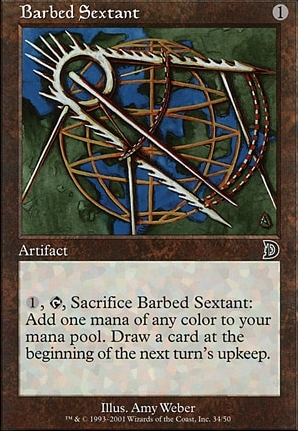 Barbed Sextant 1
Artifact
1, T, Sacrifice Barbed Sextant:
Add one mana of any color to your
mana pool. Draw a card at the
beginning of the next turn's upkeep.
Illus. Amy Weber
™ & © 1993–2001 Wizards of the Coast, Inc. 34/50